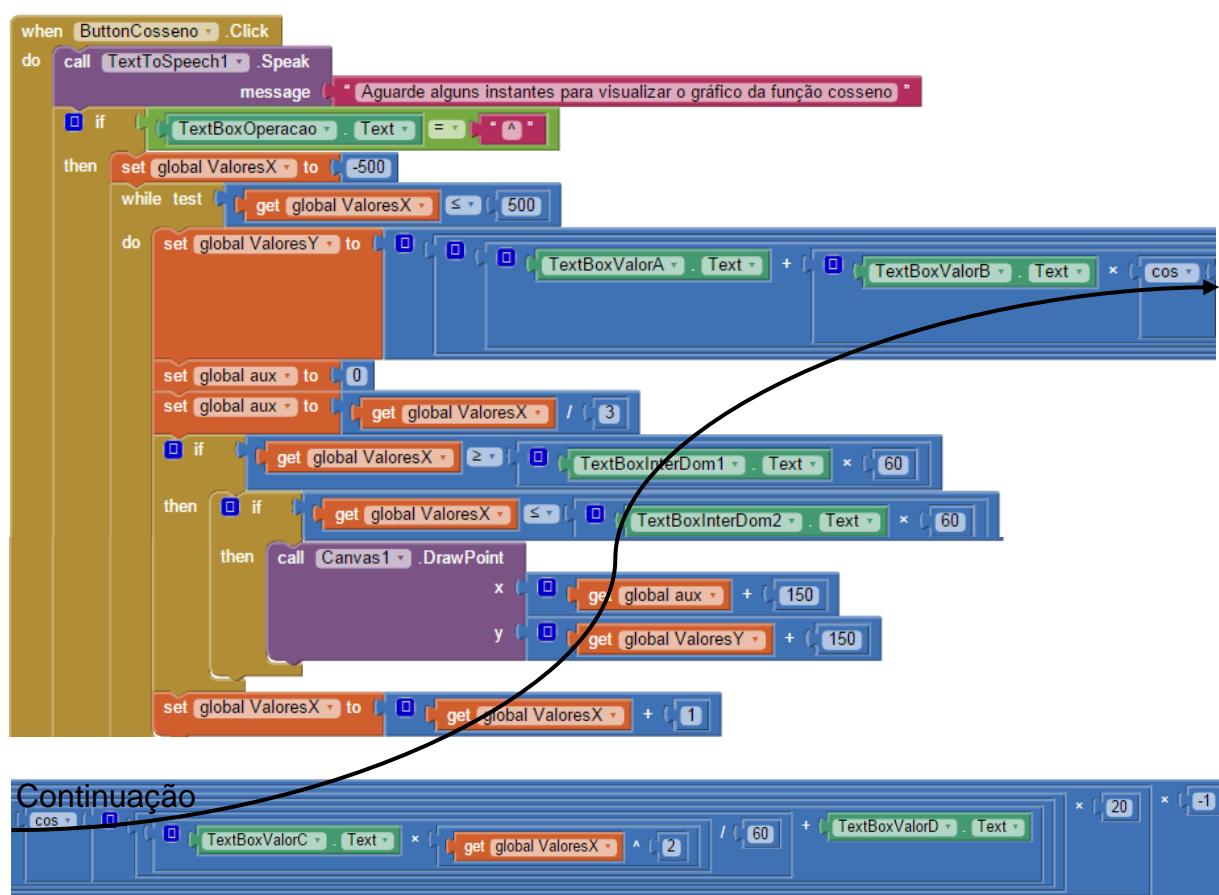 when ButtonCosseno .Click
do call TextToSpeech1 .Speak
message " Aguarde alguns instantes para visualizar o gráfico da função cosseno "
if TextBoxOperacao . Text = " ^ "
then set global ValoresX to -500
while test get global ValoresX ≤ 500
do set global ValoresY to TextBoxValorA . Text + TextBoxValorB . Text × cos
set global aux to 0
set global aux to get global ValoresX / 3
if get global ValoresX ≥ TextBoxInterDom1 . Text × 60
then if get global ValoresX ≤ TextBoxInterDom2 . Text × 60
then call Canvas1 .DrawPoint
x get global aux + 150
y get global ValoresY + 150
set global ValoresX to get global ValoresX + 1
Continuação
cos TextBoxValorC . Text × get global ValoresX ^ 2 / 60 + TextBoxValorD . Text × 20 × -1